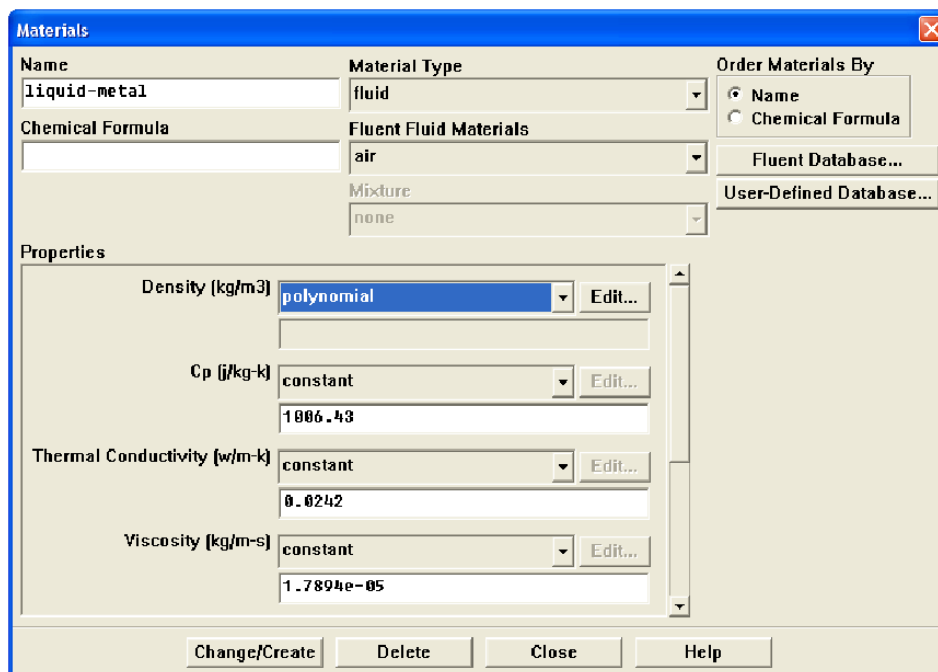 Materials
Name
liquid-metal
Chemical Formula
Material Type
fluid
Fluent Fluid Materials
air
Mixture
none
Order Materials By
Name
Chemical Formula
Fluent Database...
User-Defined Database...
Properties
Density (kg/m3) polynomial Edit...
Cp (j/kg-k) constant Edit...
1006.43
Thermal Conductivity (w/m-k) constant Edit...
0.0242
Viscosity (kg/m-s) constant Edit...
1.7894e-05
Change/Create Delete Close Help